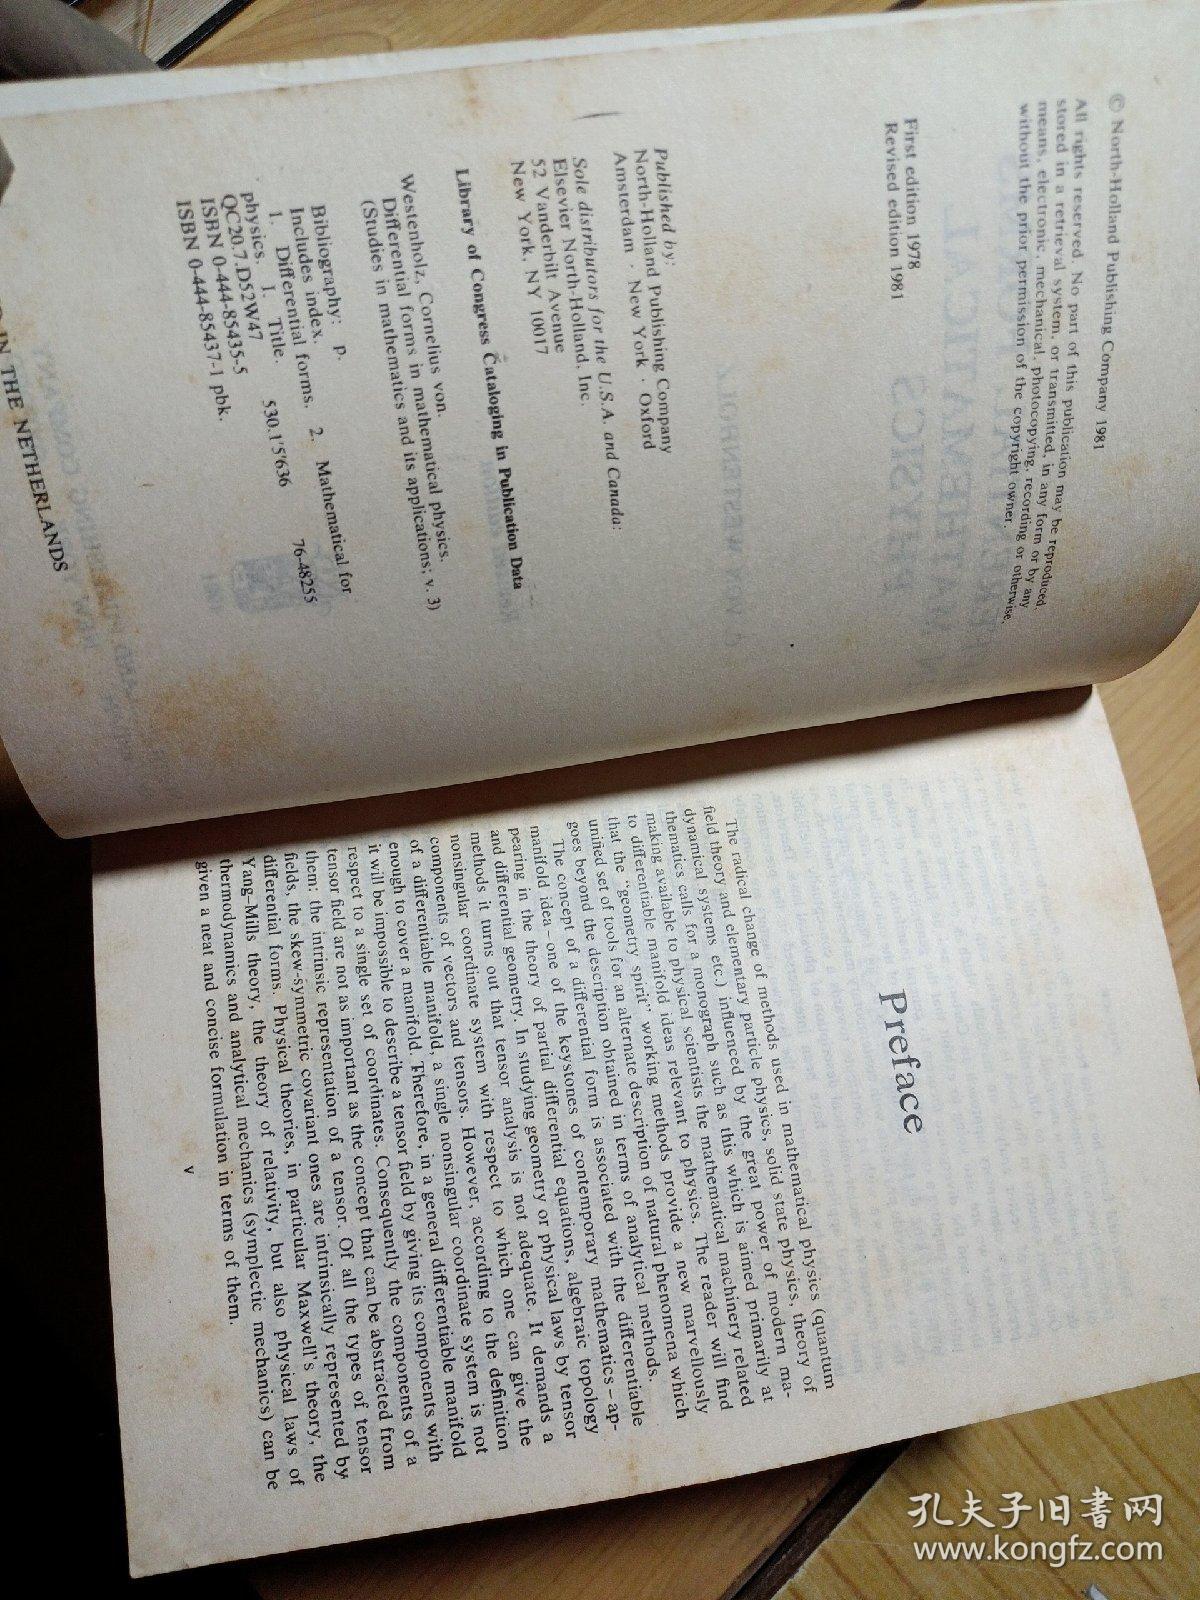 © North-Holland Publishing Company 1981
All rights reserved. No part of this publication may be reproduced,
stored in a retrieval system, or transmitted, in any form or by any
means, electronic, mechanical, photocopying, recording or otherwise,
without the prior permission of the copyright owner.
First edition 1978
Revised edition 1981
Published by:
North-Holland Publishing Company
Amsterdam · New York · Oxford
Sole distributors for the U.S.A. and Canada:
Elsevier North-Holland, Inc.
52 Vanderbilt Avenue
New York, NY 10017
Library of Congress Cataloging in Publication Data
Westenholz, Cornelius von.
Differential forms in mathematical physics.
(Studies in mathematics and its applications; v. 3)
Bibliography: p.
Includes index.
1. Differential forms. 2. Mathematical for
physics. I. Title.
QC20.7.D52W47 530.1'5'636 76-48255
ISBN 0-444-85435-5
ISBN 0-444-85437-1 pbk.
IN THE NETHERLANDS
Preface
The radical change of methods used in mathematical physics (quantum
field theory and elementary particle physics, solid state physics, theory of
dynamical systems etc.) influenced by the great power of modern ma-
thematics calls for a monograph such as this which is aimed primarily at
making available to physical scientists the mathematical machinery related
to differentiable manifold ideas relevant to physics. The reader will find
that the "geometry spirit" working methods provide a new marvellously
unified set of tools for an alternate description of natural phenomena which
goes beyond the description obtained in terms of analytical methods.
The concept of a differential form is associated with the differentiable
manifold idea – one of the keystones of contemporary mathematics – ap-
pearing in the theory of partial differential equations, algebraic topology
and differential geometry. In studying geometry or physical laws by tensor
methods it turns out that tensor analysis is not adequate. It demands a
nonsingular coordinate system with respect to which one can give the
components of vectors and tensors. However, according to the definition
of a differentiable manifold, a single nonsingular coordinate system is not
enough to cover a manifold. Therefore, in a general differentiable manifold
it will be impossible to describe a tensor field by giving its components with
respect to a single set of coordinates. Consequently the components of a
tensor field are not as important as the concept that can be abstracted from
them: the intrinsic representation of a tensor. Of all the types of tensor
fields, the skew-symmetric covariant ones are intrinsically represented by
differential forms. Physical theories, in particular Maxwell's theory, the
Yang–Mills theory, the theory of relativity, but also physical laws of
thermodynamics and analytical mechanics (symplectic mechanics) can be
given a neat and concise formulation in terms of them.
v
孔夫子旧书网
www.kongfz.com